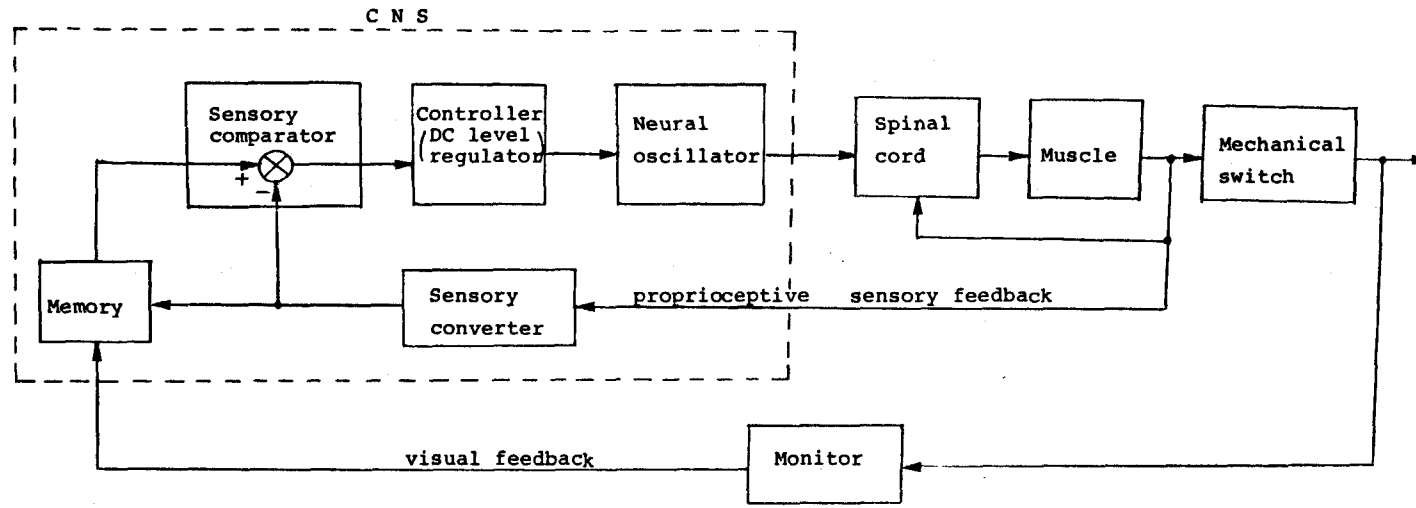 C N S
Sensory
comparator
+
−
Controller
(DC level)
regulator
Neural
oscillator
Spinal
cord
Muscle
Mechanical
switch
Memory
Sensory
converter
proprioceptive sensory feedback
visual feedback
Monitor